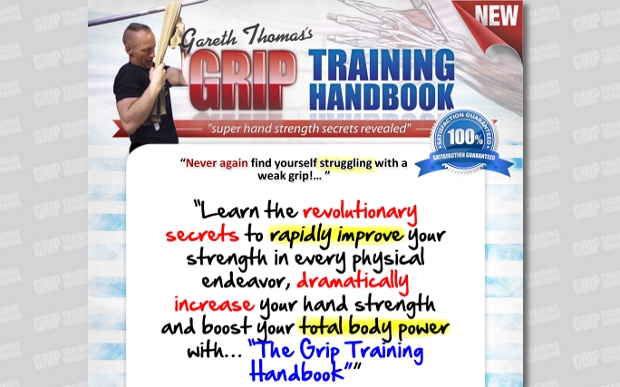 NEW
Gareth Thomas's
GRIP TRAINING
HANDBOOK
"super hand strength secrets revealed"
SATISFACTION GUARANTEED
100%
SATISFACTION GUARANTEED
"Never again find yourself struggling with a
weak grip!... "
"Learn the revolutionary
secrets to rapidly improve your
strength in every physical
endeavor, dramatically
increase your hand strength
and boost your total body power
with... "The Grip Training
Handbook""